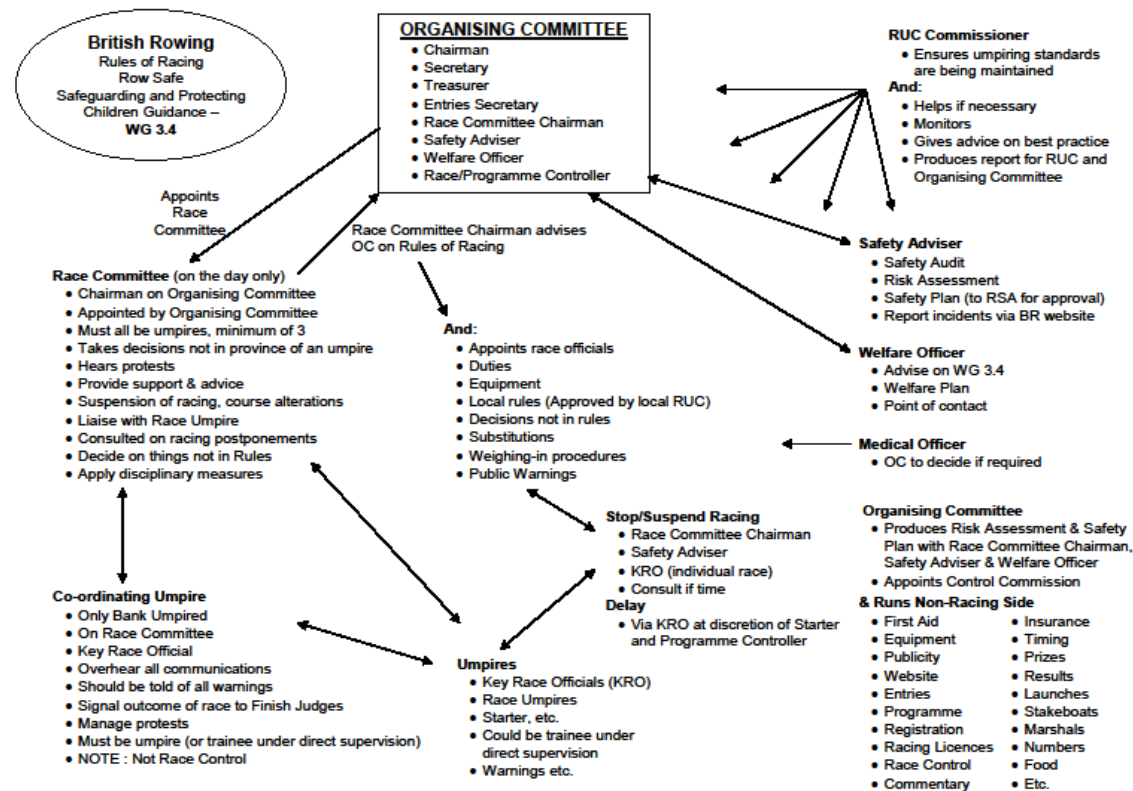 British Rowing
Rules of Racing
Row Safe
Safeguarding and Protecting
Children Guidance –
WG 3.4
ORGANISING COMMITTEE
• Chairman
• Secretary
• Treasurer
• Entries Secretary
• Race Committee Chairman
• Safety Adviser
• Welfare Officer
• Race/Programme Controller
RUC Commissioner
• Ensures umpiring standards
are being maintained
And:
• Helps if necessary
• Monitors
• Gives advice on best practice
• Produces report for RUC and
Organising Committee
Appoints
Race
Committee
Race Committee Chairman advises
OC on Rules of Racing
Race Committee (on the day only)
• Chairman on Organising Committee
• Appointed by Organising Committee
• Must all be umpires, minimum of 3
• Takes decisions not in province of an umpire
• Hears protests
• Provide support & advice
• Suspension of racing, course alterations
• Liaise with Race Umpire
• Consulted on racing postponements
• Decide on things not in Rules
• Apply disciplinary measures
And:
• Appoints race officials
• Duties
• Equipment
• Local rules (Approved by local RUC)
• Decisions not in rules
• Substitutions
• Weighing-in procedures
• Public Warnings
Safety Adviser
• Safety Audit
• Risk Assessment
• Safety Plan (to RSA for approval)
• Report incidents via BR website
Welfare Officer
• Advise on WG 3.4
• Welfare Plan
• Point of contact
Medical Officer
• OC to decide if required
Stop/Suspend Racing
• Race Committee Chairman
• Safety Adviser
• KRO (individual race)
• Consult if time
Delay
• Via KRO at discretion of Starter
and Programme Controller
Organising Committee
• Produces Risk Assessment & Safety
Plan with Race Committee Chairman,
Safety Adviser & Welfare Officer
• Appoints Control Commission
& Runs Non-Racing Side
• First Aid
• Equipment
• Publicity
• Website
• Entries
• Programme
• Registration
• Racing Licences
• Race Control
• Commentary
• Insurance
• Timing
• Prizes
• Results
• Launches
• Stakeboats
• Marshals
• Numbers
• Food
• Etc.
Co-ordinating Umpire
• Only Bank Umpired
• On Race Committee
• Key Race Official
• Overhear all communications
• Should be told of all warnings
• Signal outcome of race to Finish Judges
• Manage protests
• Must be umpire (or trainee under direct supervision)
• NOTE : Not Race Control
Umpires
• Key Race Officials (KRO)
• Race Umpires
• Starter, etc.
• Could be trainee under
direct supervision
• Warnings etc.